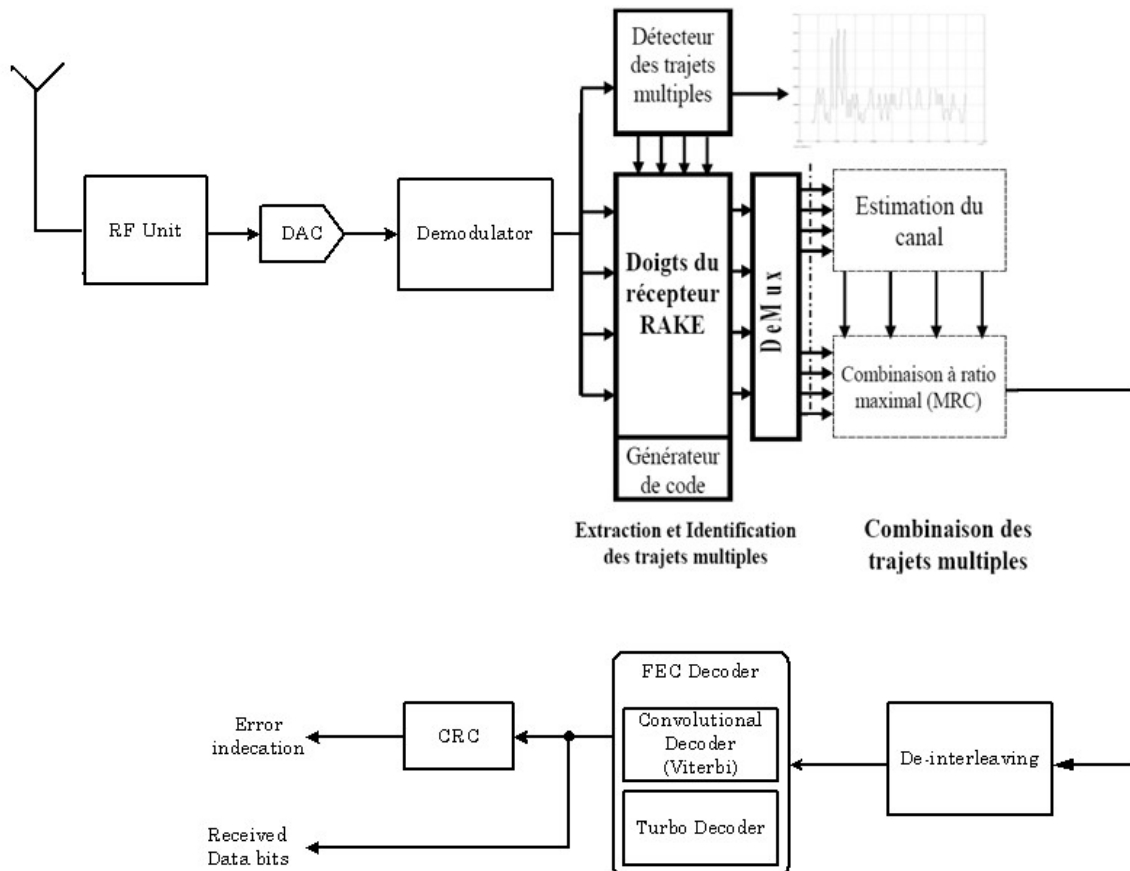 Détecteur
des trajets
multiples
RF Unit
DAC
Demodulator
Doigts du
récepteur
RAKE
Générateur
de code
DeMux
Estimation du
canal
Combinaison à ratio
maximal (MRC)
Extraction et Identification
des trajets multiples
Combinaison des
trajets multiples
FEC Decoder
Convolutional
Decoder
(Viterbi)
Turbo Decoder
De-interleaving
CRC
Error
indecation
Received
Data bits